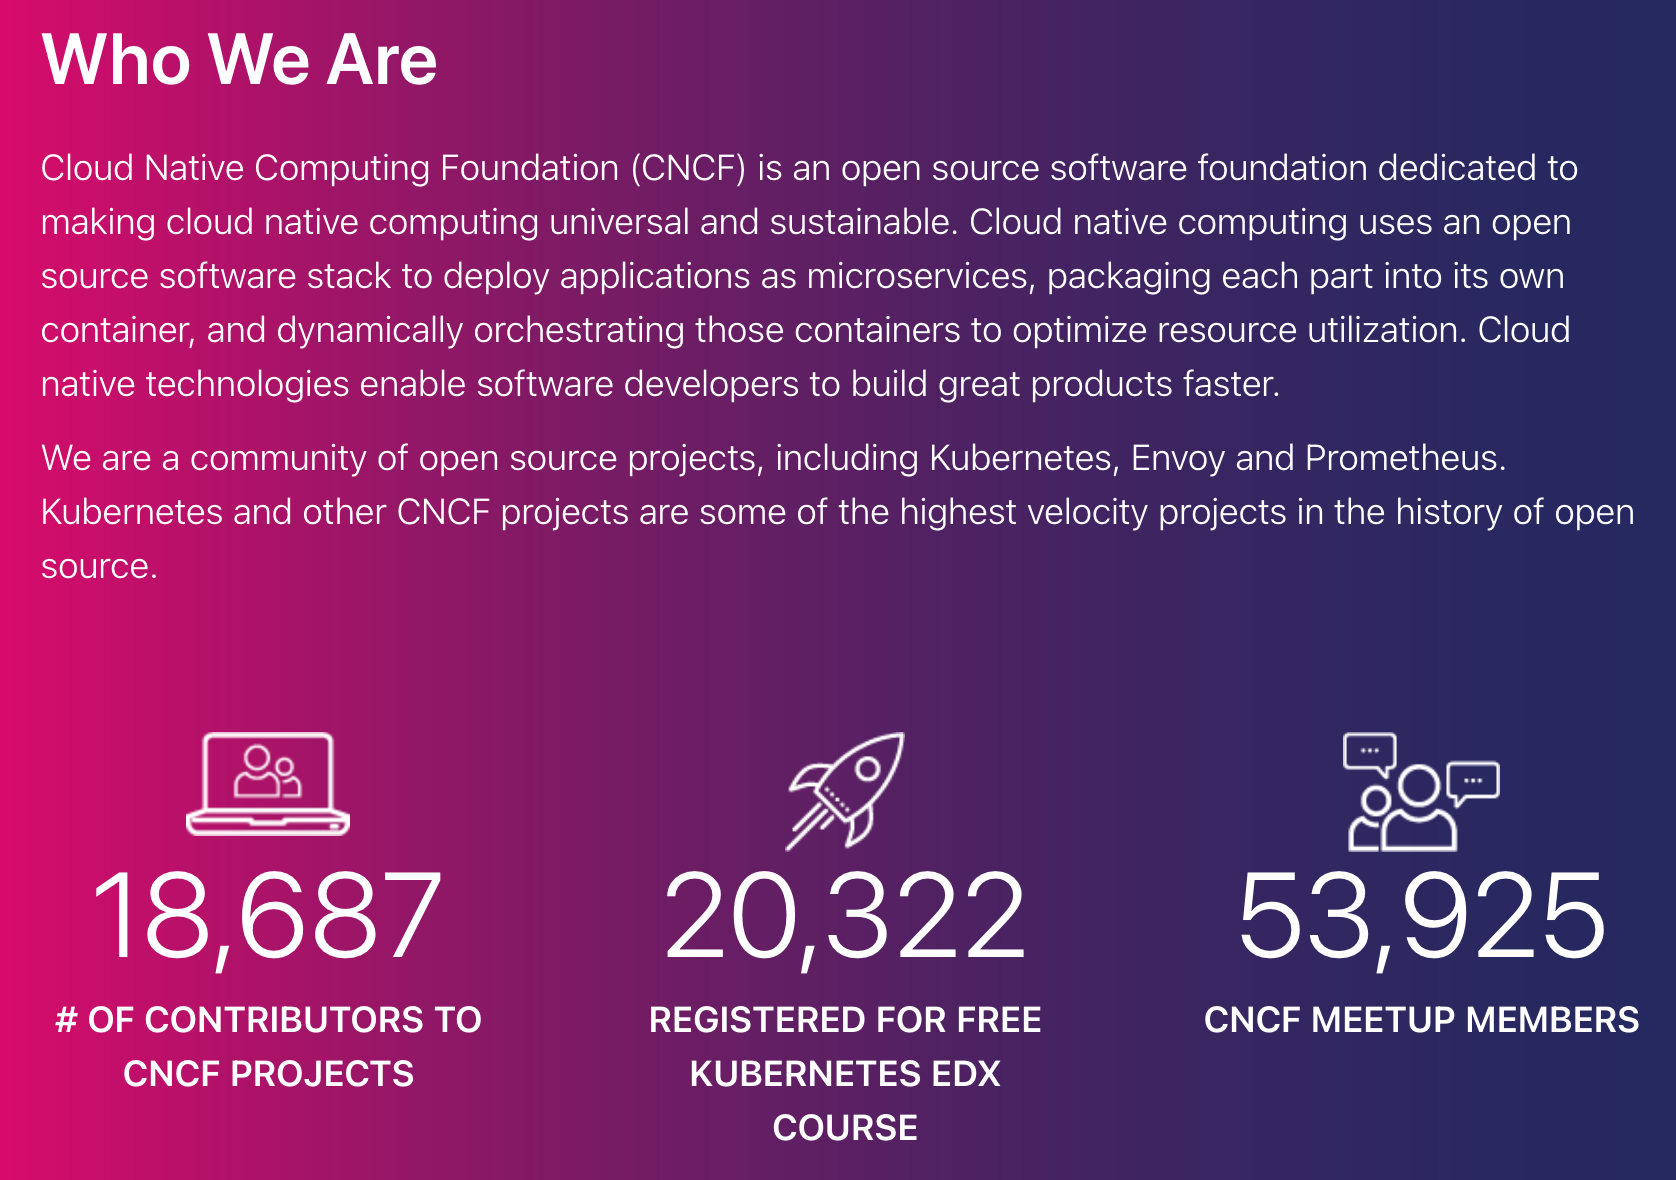 Who We Are
Cloud Native Computing Foundation (CNCF) is an open source software foundation dedicated to
making cloud native computing universal and sustainable. Cloud native computing uses an open
source software stack to deploy applications as microservices, packaging each part into its own
container, and dynamically orchestrating those containers to optimize resource utilization. Cloud
native technologies enable software developers to build great products faster.
We are a community of open source projects, including Kubernetes, Envoy and Prometheus.
Kubernetes and other CNCF projects are some of the highest velocity projects in the history of open
source.
18,687
# OF CONTRIBUTORS TO
CNCF PROJECTS
20,322
REGISTERED FOR FREE
KUBERNETES EDX
COURSE
53,925
CNCF MEETUP MEMBERS